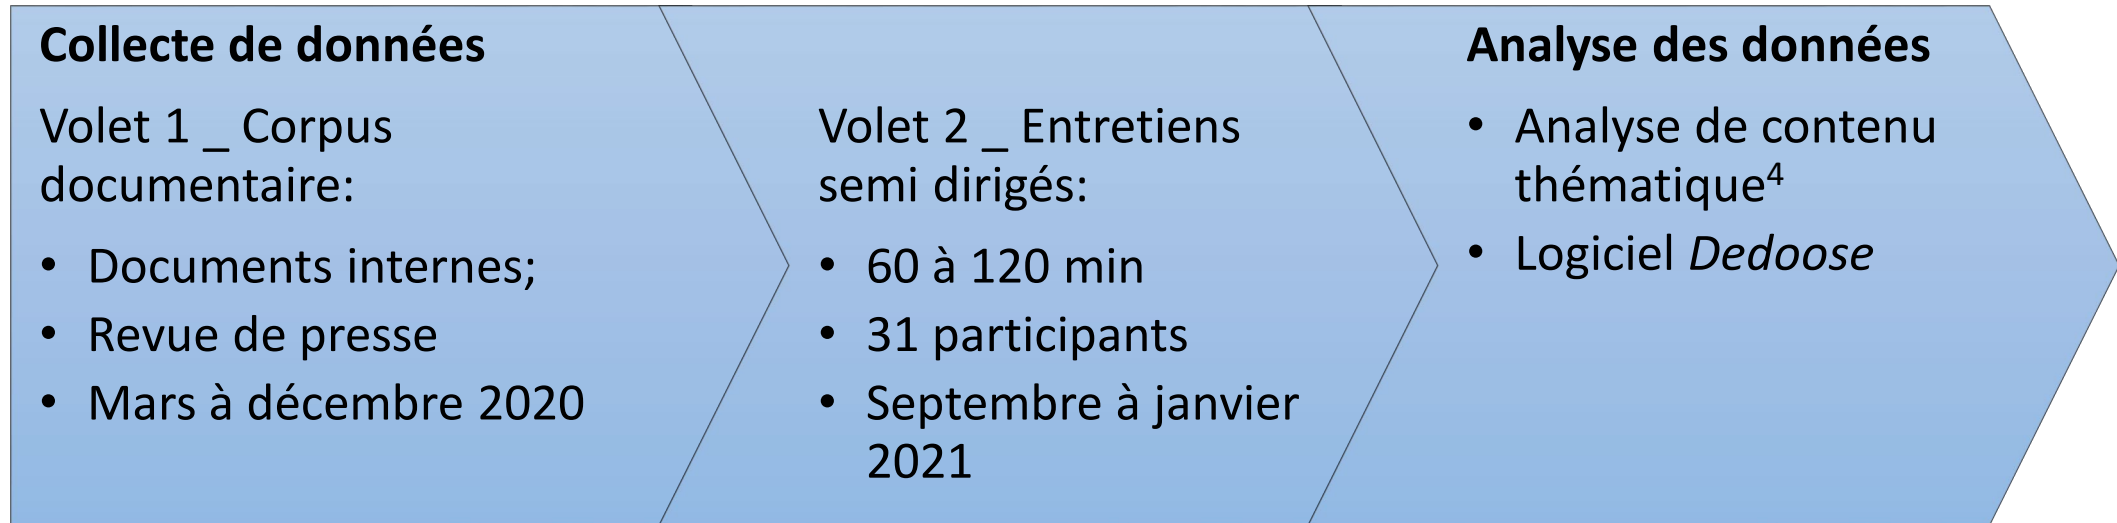 Collecte de données
Volet 1 _ Corpus
documentaire:
• Documents internes;
• Revue de presse
• Mars à décembre 2020
Volet 2 _ Entretiens
semi dirigés:
• 60 à 120 min
• 31 participants
• Septembre à janvier
2021
Analyse des données
• Analyse de contenu
thématique⁴
• Logiciel Dedoose